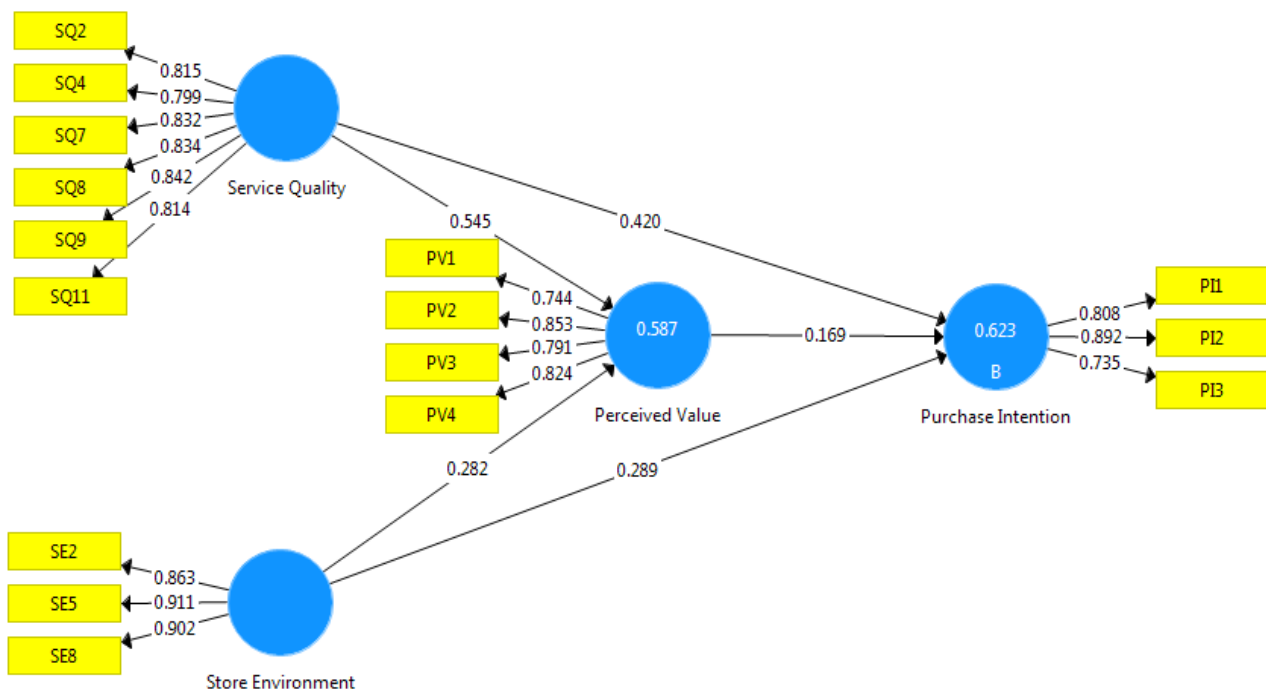 SQ2
SQ4
SQ7
SQ8
SQ9
SQ11
0.815
0.799
0.832
0.834
0.842
0.814
Service Quality
0.545
0.420
PV1
PV2
PV3
PV4
0.744
0.853
0.791
0.824
0.587
Perceived Value
0.169
0.623
B
Purchase Intention
0.808
0.892
0.735
PI1
PI2
PI3
0.282
0.289
SE2
SE5
SE8
0.863
0.911
0.902
Store Environment